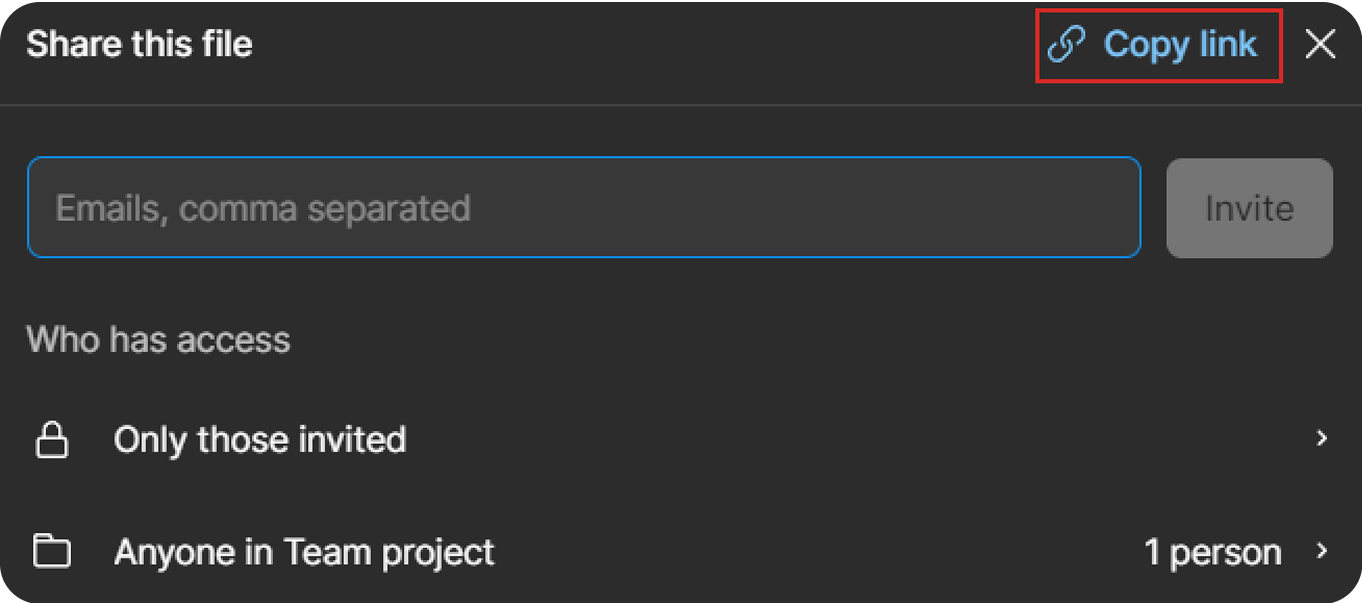 Share this file
Copy link
Emails, comma separated
Invite
Who has access
Only those invited
Anyone in Team project
1 person